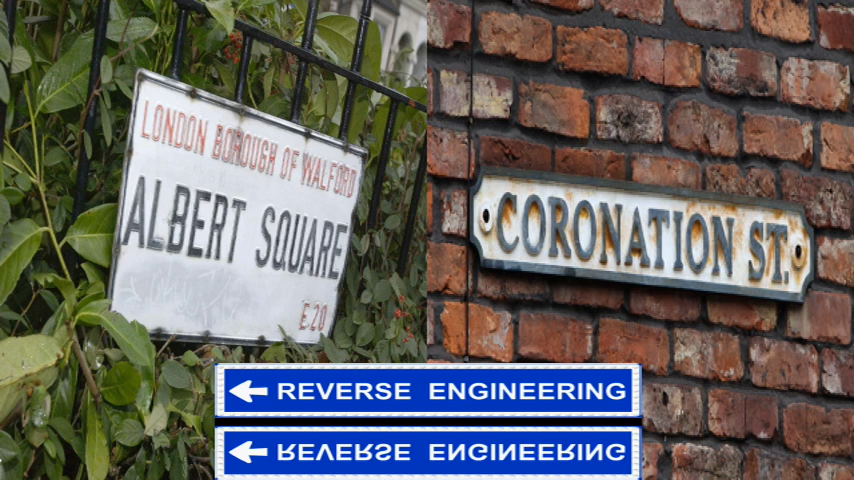 LONDON BOROUGH OF WALFORD
ALBERT SQUARE
E20
CORONATION ST.
REVERSE ENGINEERING
REVERSE ENGINEERING